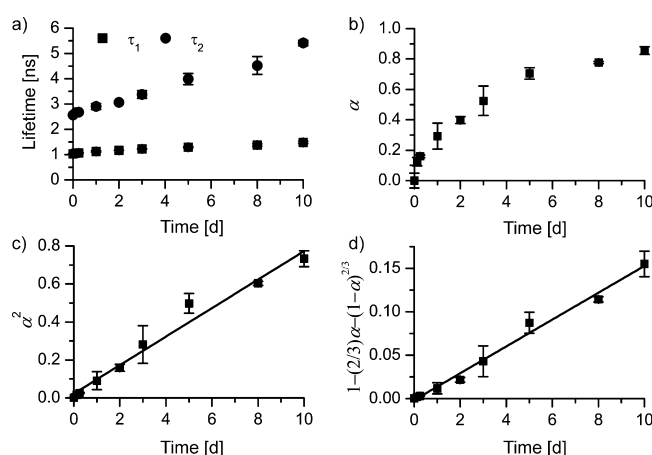 a)
τ₁ τ₂
Lifetime [ns]
6
5
4
3
2
1
0
0 2 4 6 8 10
Time [d]
b)
α
1.0
0.8
0.6
0.4
0.2
0.0
0 2 4 6 8 10
Time [d]
c)
α²
0.8
0.6
0.4
0.2
0.0
0 2 4 6 8 10
Time [d]
d)
1–(2/3)α–(1–α)^2/3
0.15
0.10
0.05
0.00
0 2 4 6 8 10
Time [d]